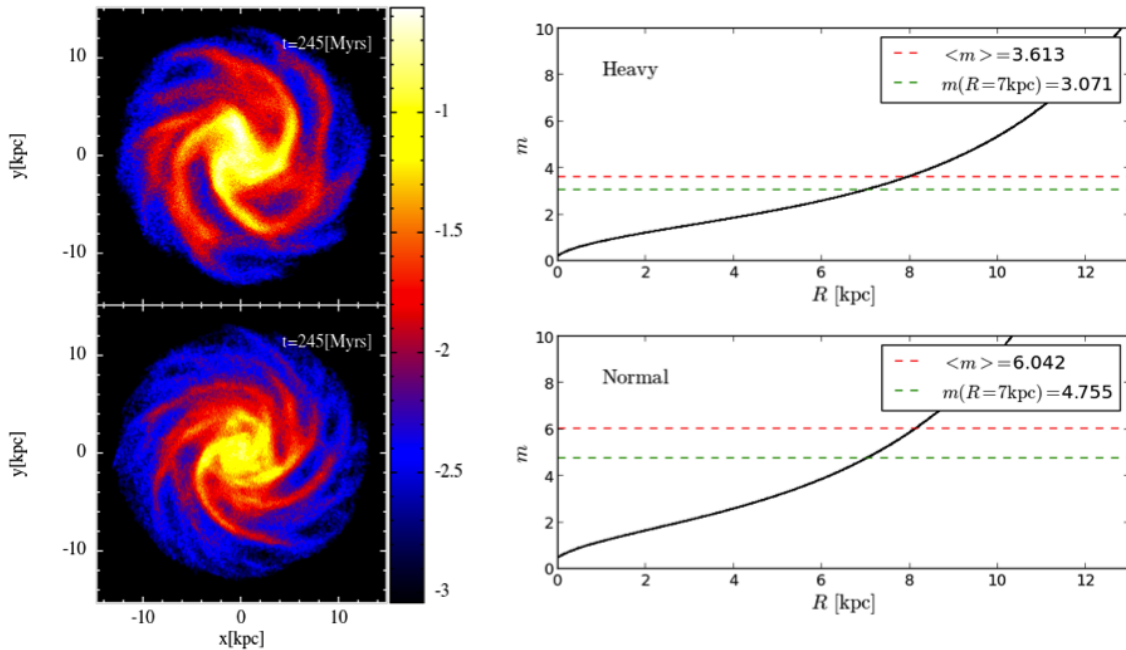 t=245[Myrs]
10
0
-10
y[kpc]
t=245[Myrs]
10
0
-10
y[kpc]
-10
0
10
x[kpc]
-1
-1.5
-2
-2.5
-3
Heavy
<m>=3.613
m(R=7kpc)=3.071
10
8
6
4
2
0
m
0 2 4 6 8 10 12
R [kpc]
Normal
<m>=6.042
m(R=7kpc)=4.755
10
8
6
4
2
0
m
0 2 4 6 8 10 12
R [kpc]